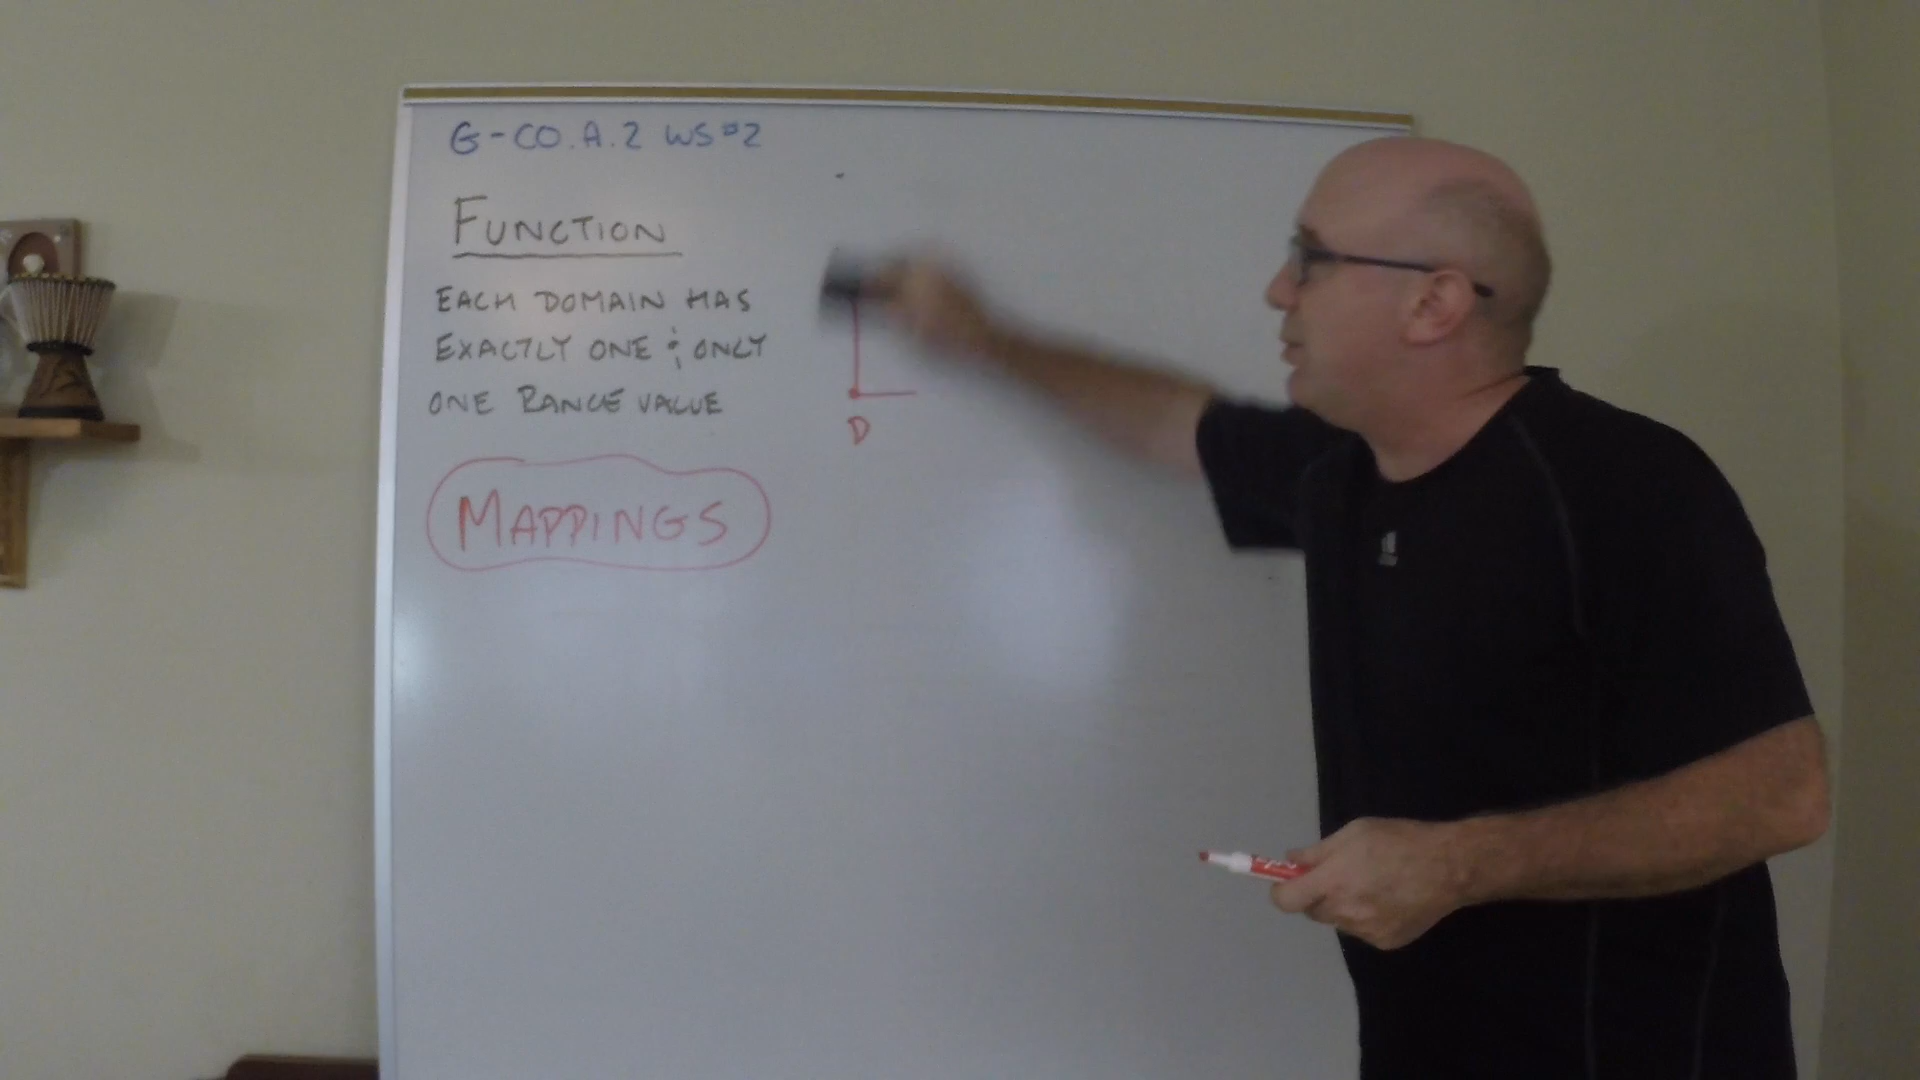 G-CO.A.2 WS#2
FUNCTION
EACH DOMAIN HAS
EXACTLY ONE & ONLY
ONE RANGE VALUE
D
MAPPINGS